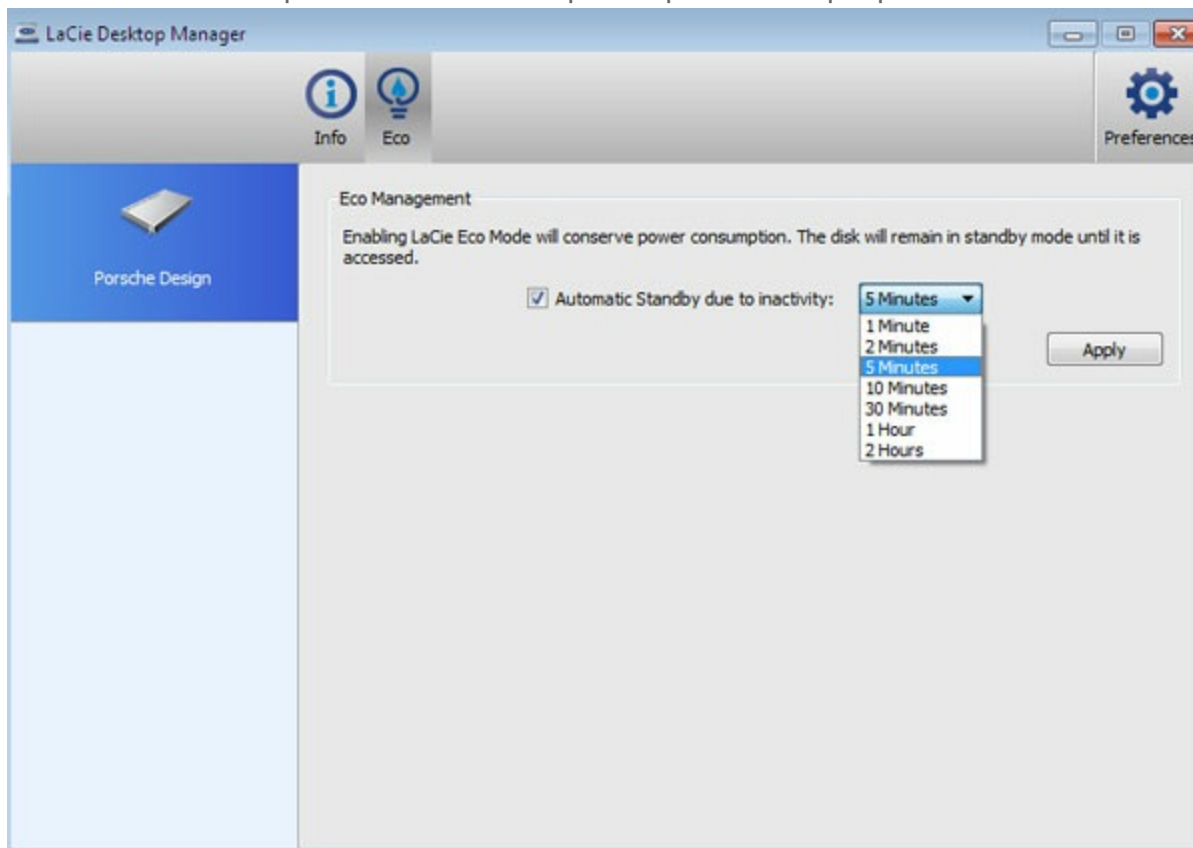 LaCie Desktop Manager
Info
Eco
Preferences
Porsche Design
Eco Management
Enabling LaCie Eco Mode will conserve power consumption. The disk will remain in standby mode until it is
accessed.
Automatic Standby due to inactivity:
5 Minutes
1 Minute
2 Minutes
5 Minutes
10 Minutes
30 Minutes
1 Hour
2 Hours
Apply